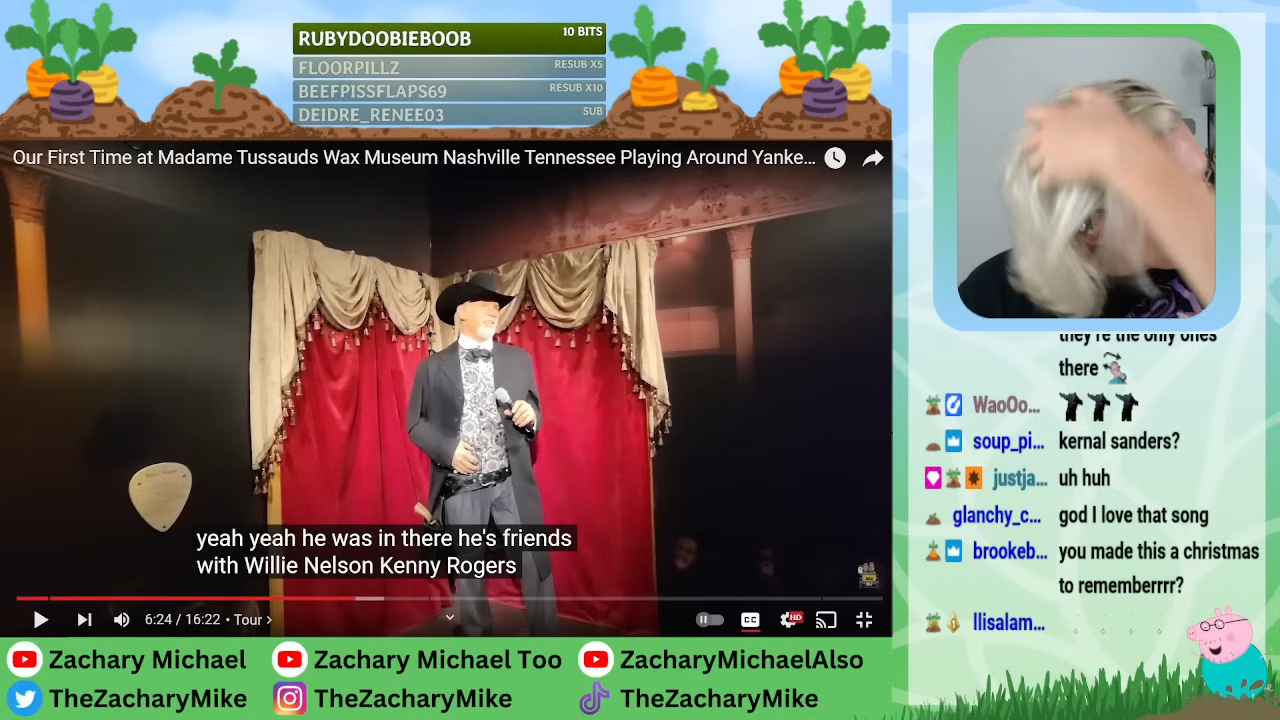 RUBYDOOBIEBOOB 10 BITS
FLOORPILLZ RESUB X5
BEEFPISSFLAPS69 RESUB X10
DEIDRE_RENEE03 SUB
Our First Time at Madame Tussauds Wax Museum Nashville Tennessee Playing Around Yanke...
yeah yeah he was in there he's friends
with Willie Nelson Kenny Rogers
6:24 / 16:22 • Tour >
CC
HD
they're the only ones
there
WaoOo...
soup_pi... kernal sanders?
justja... uh huh
glanchy_c... god I love that song
brookeb... you made this a christmas
to rememberrrr?
llisalam...
Zachary Michael
Zachary Michael Too
ZacharyMichaelAlso
TheZacharyMike
TheZacharyMike
TheZacharyMike